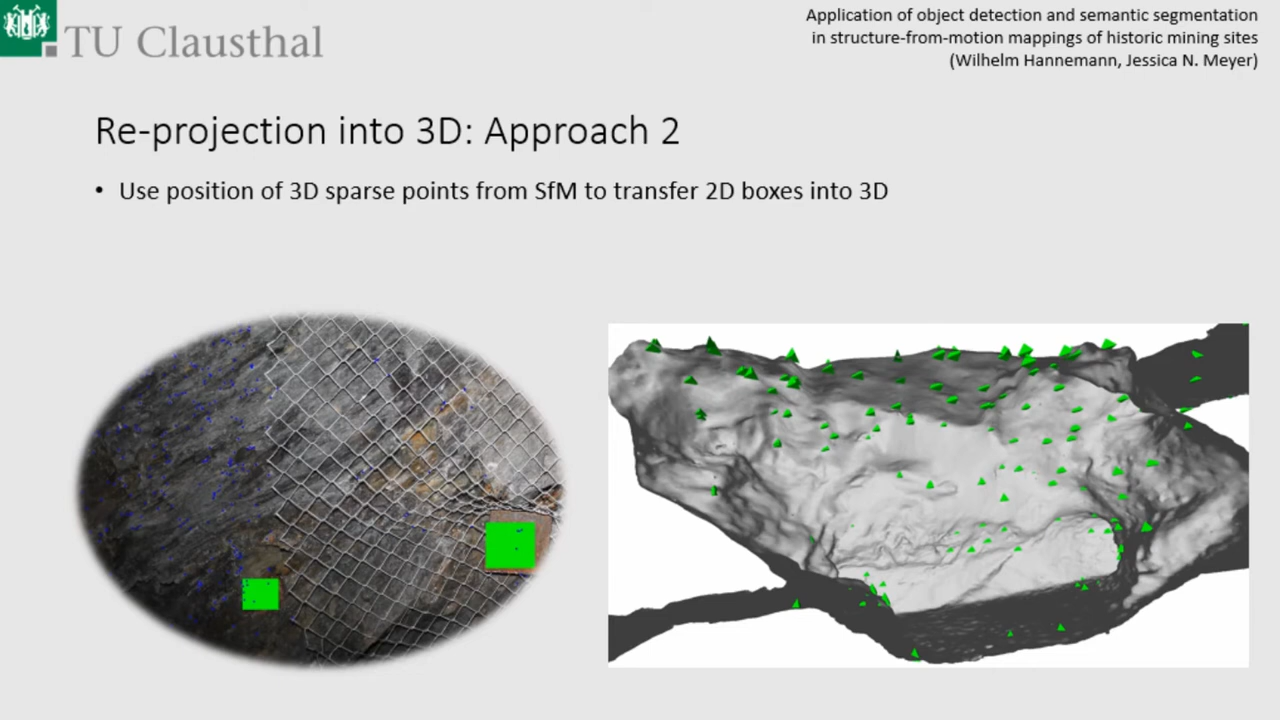 TU Clausthal
Application of object detection and semantic segmentation
in structure-from-motion mappings of historic mining sites
(Wilhelm Hannemann, Jessica N. Meyer)
Re-projection into 3D: Approach 2
• Use position of 3D sparse points from SfM to transfer 2D boxes into 3D